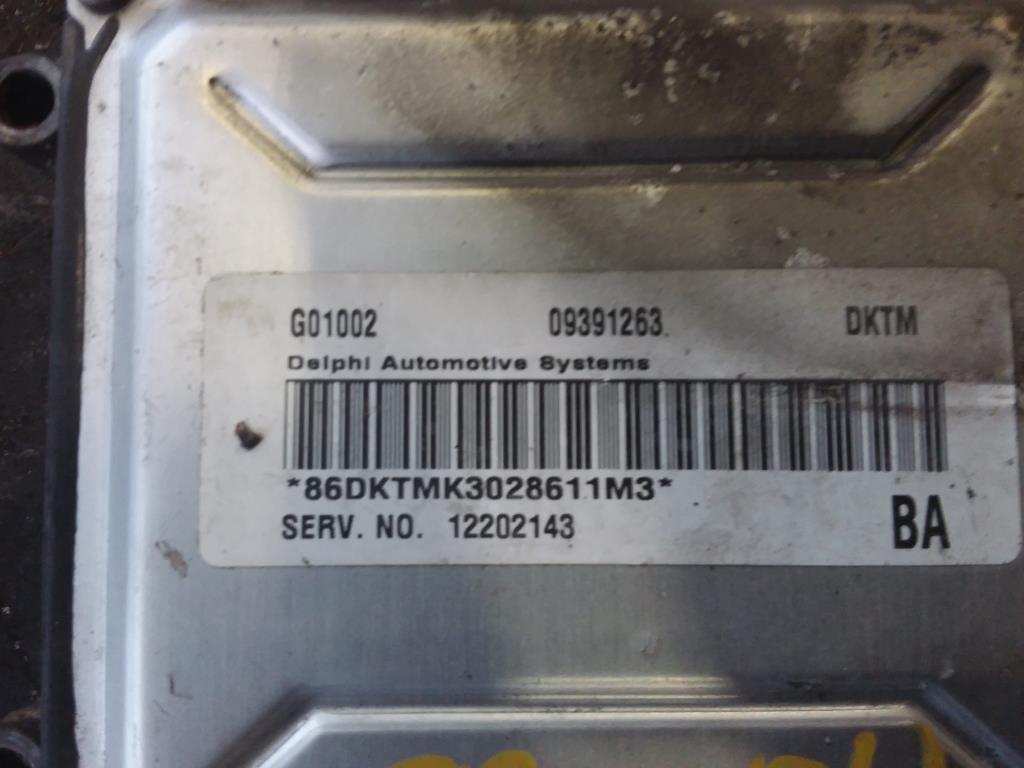 G01002 09391263 DKTM
Delphi Automotive Systems
*86DKTMK3028611M3*
SERV. NO. 12202143 BA